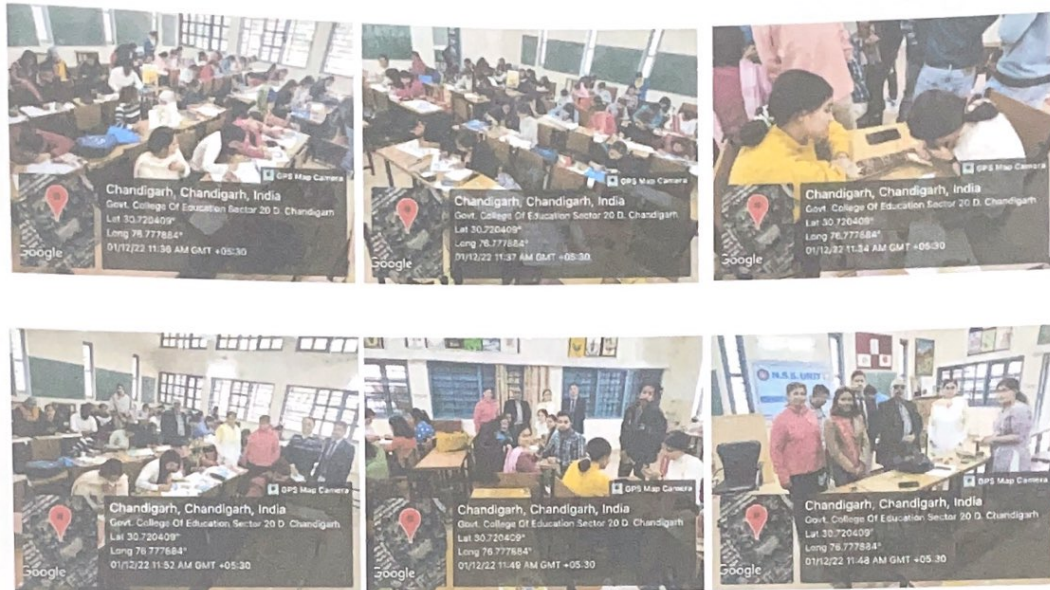 GPS Map Camera
Chandigarh, Chandigarh, India
Govt. College Of Education Sector 20 D. Chandigarh
Lat 30.720409°
Long 76.777684°
01/12/22 11:36 AM GMT +05:30
Google
GPS Map Camera
Chandigarh, Chandigarh, India
Govt. College Of Education Sector 20 D. Chandigarh
Lat 30.720409°
Long 76.777684°
01/12/22 11:37 AM GMT +05:30
Google
GPS Map Camera
Chandigarh, Chandigarh, India
Govt. College Of Education Sector 20 D. Chandigarh
Lat 30.720409°
Long 76.777684°
01/12/22 11:34 AM GMT +05:30
Google
GPS Map Camera
Chandigarh, Chandigarh, India
Govt. College Of Education Sector 20 D. Chandigarh
Lat 30.720409°
Long 76.777684°
01/12/22 11:52 AM GMT +05:30
Google
GPS Map Camera
Chandigarh, Chandigarh, India
Govt. College Of Education Sector 20 D. Chandigarh
Lat 30.720409°
Long 76.777684°
01/12/22 11:49 AM GMT +05:30
Google
N.S.S. UNIT
GPS Map Camera
Chandigarh, Chandigarh, India
Govt. College Of Education Sector 20 D. Chandigarh
Lat 30.720409°
Long 76.777684°
01/12/22 11:48 AM GMT +05:30
Google